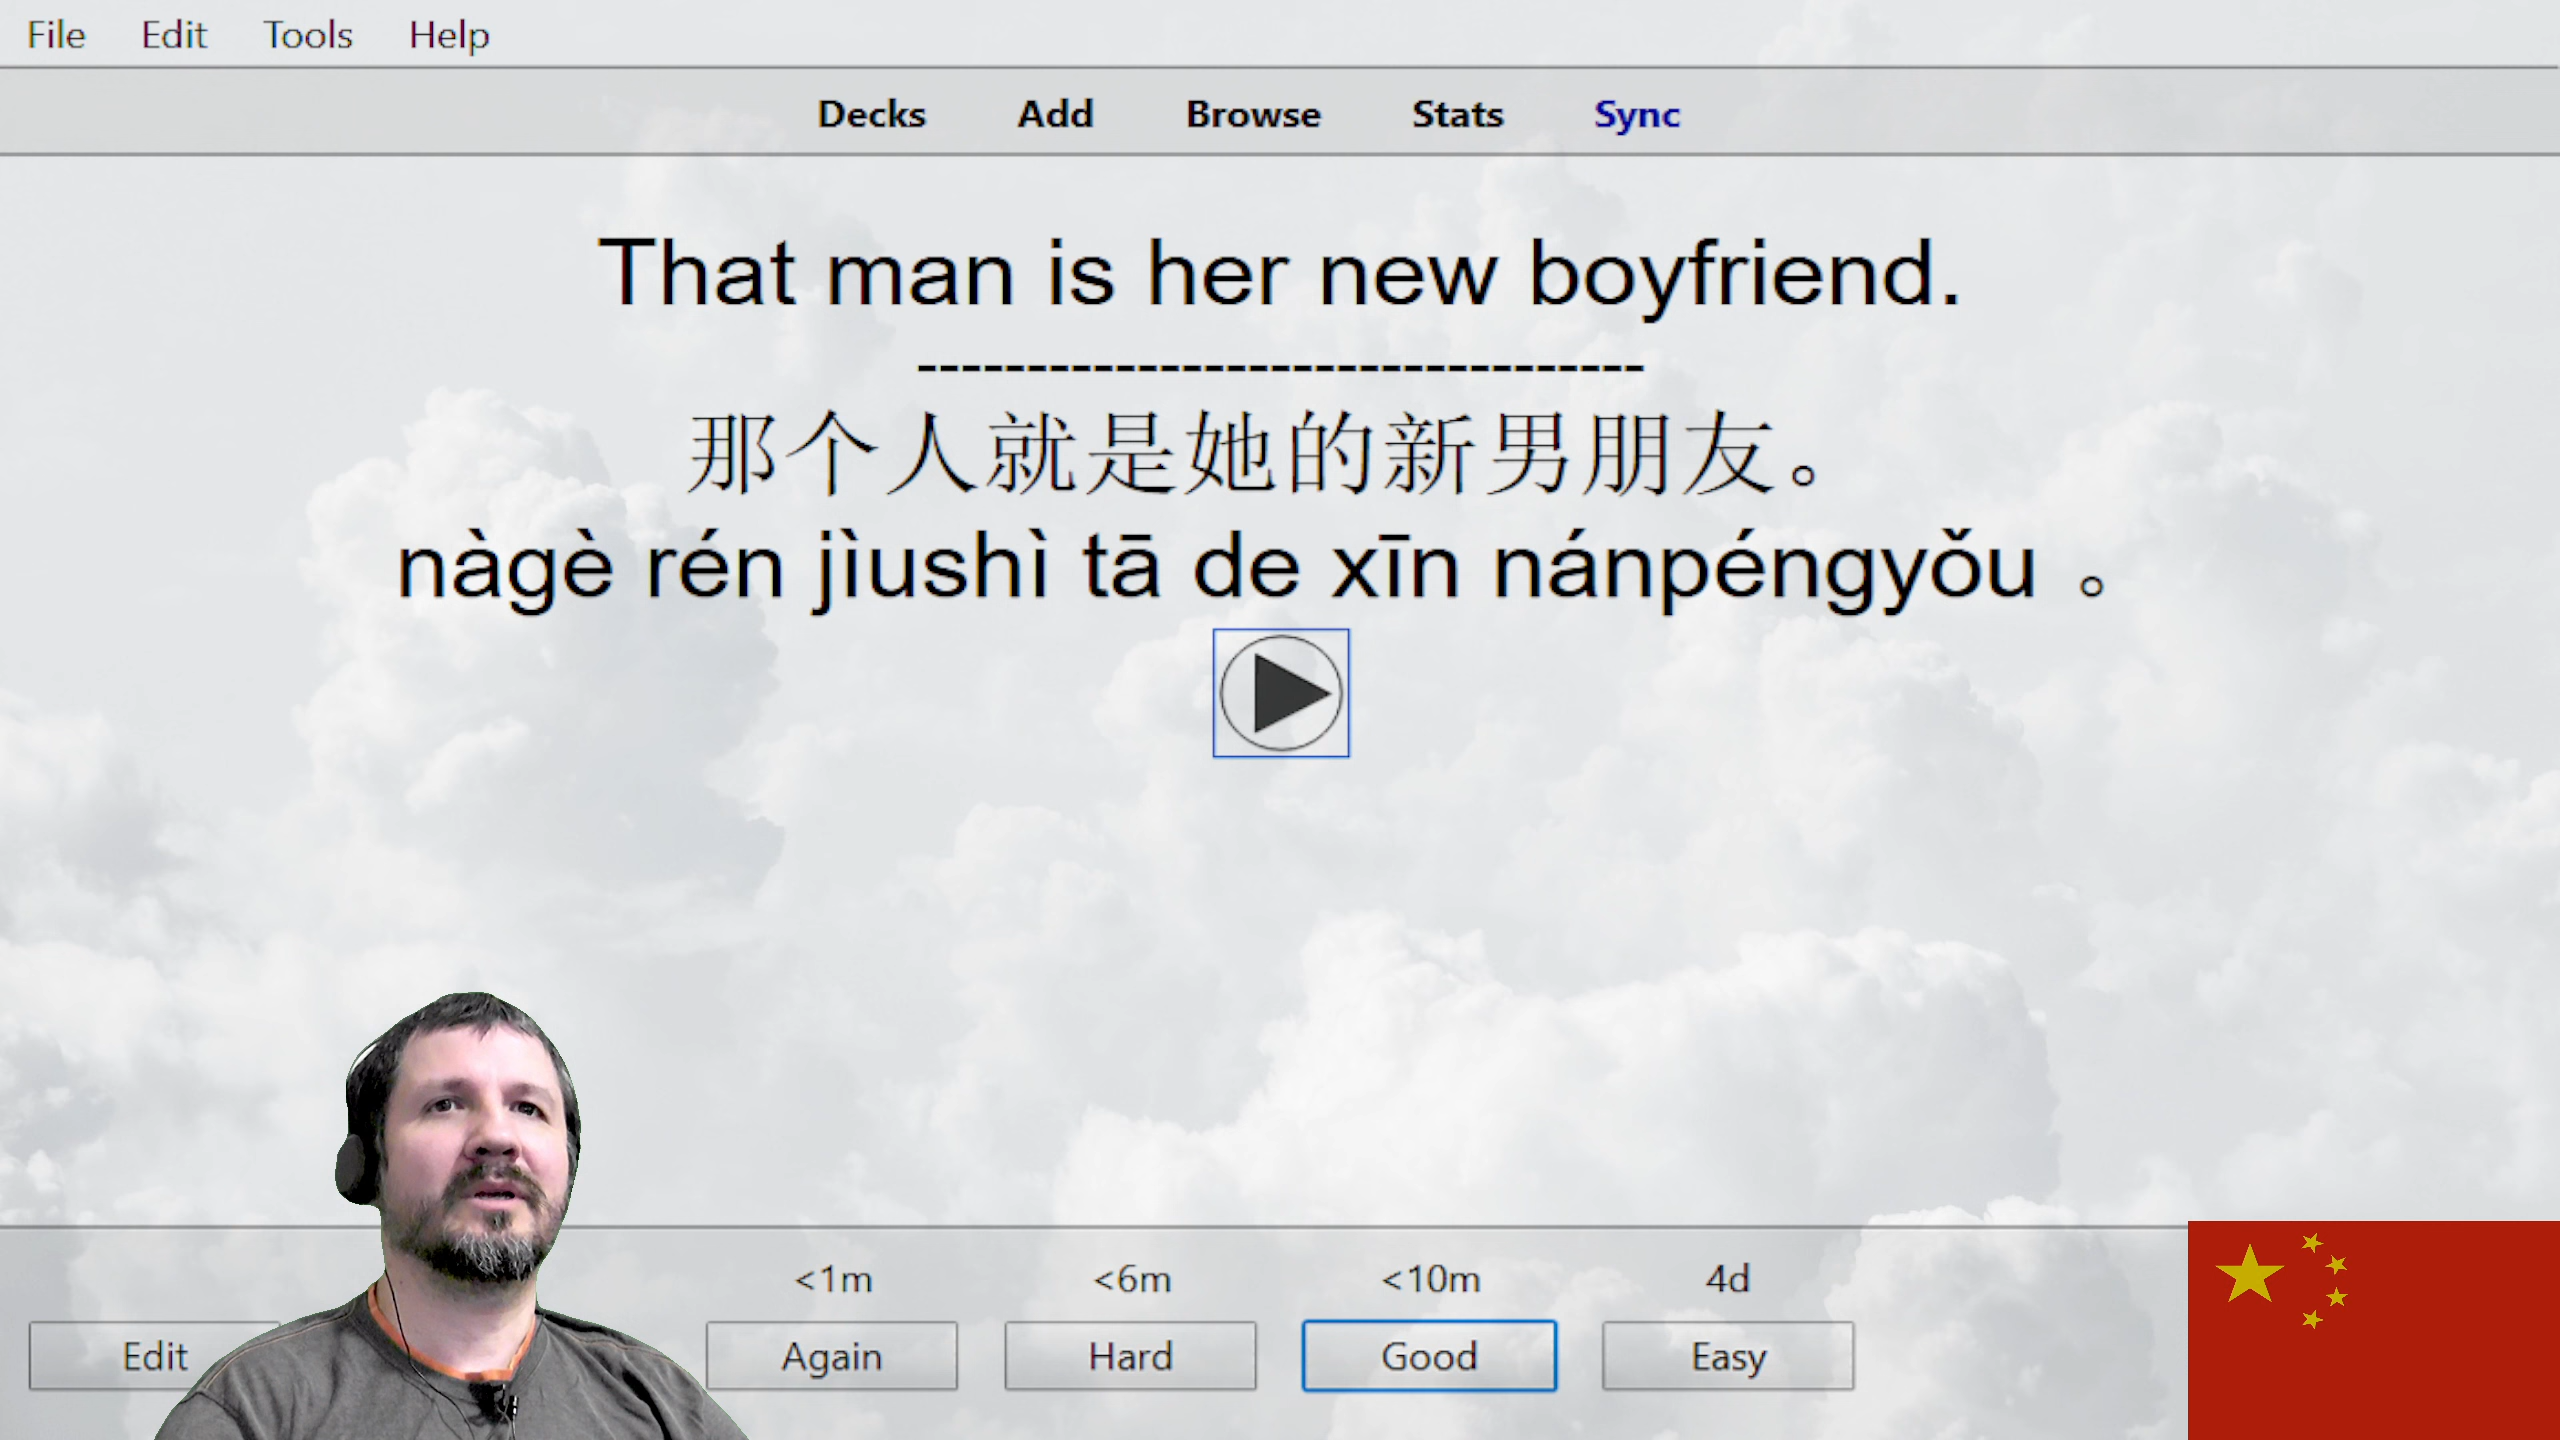 File Edit Tools Help
Decks Add Browse Stats Sync
That man is her new boyfriend.
---------------------------------
那个人就是她的新男朋友。
nàgè rén jìushì tā de xīn nánpéngyǒu 。
<1m <6m <10m 4d
Edit Again Hard Good Easy